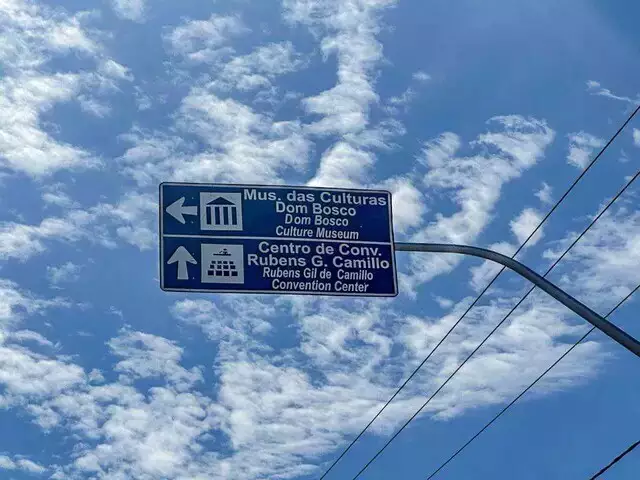 Mus. das Culturas
Dom Bosco
Dom Bosco
Culture Museum
Centro de Conv.
Rubens G. Camillo
Rubens Gil de Camillo
Convention Center